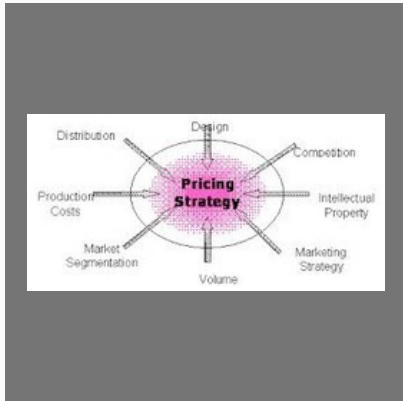 Design
Distribution
Competition
Pricing
Strategy
Production
Costs
Intellectual
Property
Market
Segmentation
Marketing
Strategy
Volume